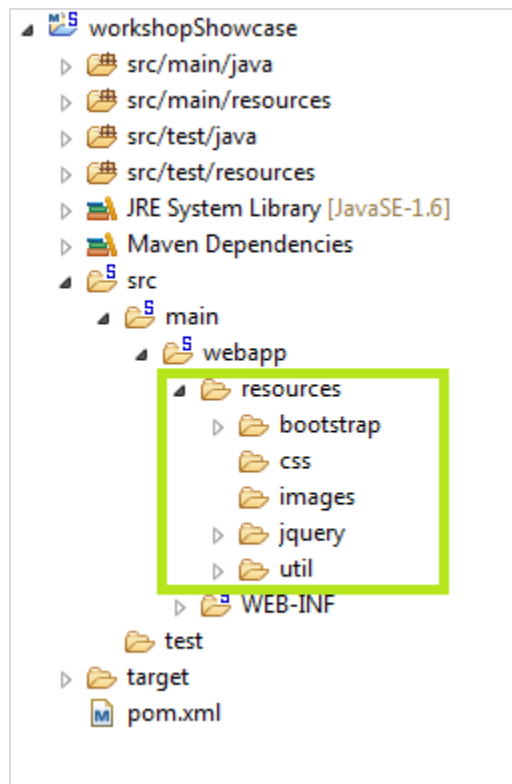 workshopShowcase
src/main/java
src/main/resources
src/test/java
src/test/resources
JRE System Library [JavaSE-1.6]
Maven Dependencies
src
main
webapp
resources
bootstrap
css
images
jquery
util
WEB-INF
test
target
pom.xml